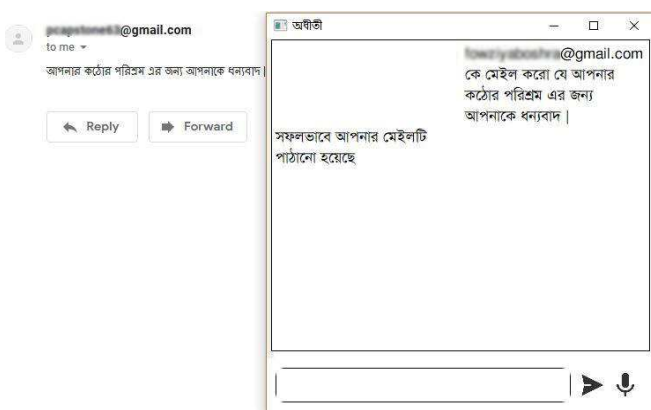 @gmail.com
to me
আপনার কঠোর পরিশ্রম এর জন্য আপনাকে ধন্যবাদ |
Reply
Forward
অধীতী
@gmail.com
কে মেইল করো যে আপনার
কঠোর পরিশ্রম এর জন্য
আপনাকে ধন্যবাদ |
সফলভাবে আপনার মেইলটি
পাঠানো হয়েছে